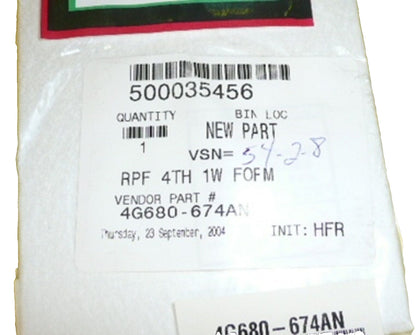 500035456
QUANTITY BIN LOC
NEW PART
1
VSN= 54-2-8
RPF 4TH 1W FOFM
VENDOR PART #
4G680-674AN
Thursday, 23 September, 2004 INIT: HFR
4G680-674AN